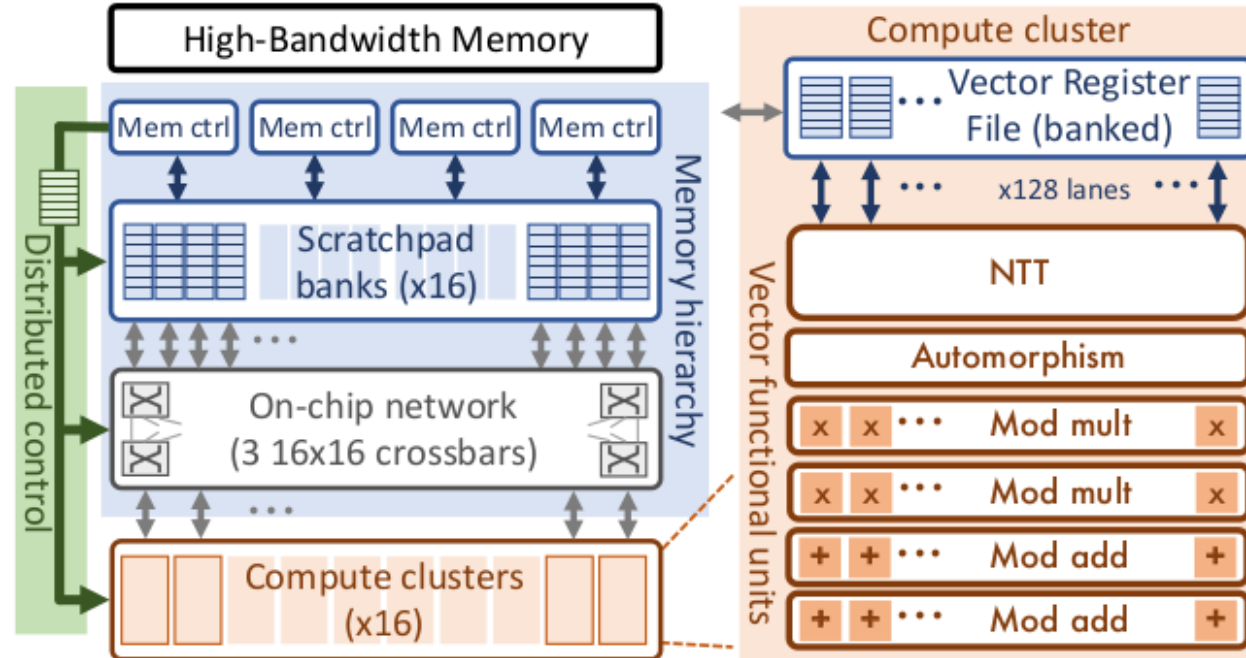 High-Bandwidth Memory
Mem ctrl
Mem ctrl
Mem ctrl
Mem ctrl
Scratchpad
banks (x16)
On-chip network
(3 16x16 crossbars)
Compute clusters
(x16)
Distributed control
Memory hierarchy
Compute cluster
Vector Register
File (banked)
••• x128 lanes •••
NTT
Automorphism
x x ••• Mod mult x
x x ••• Mod mult x
+ + ••• Mod add +
+ + ••• Mod add +
Vector functional units